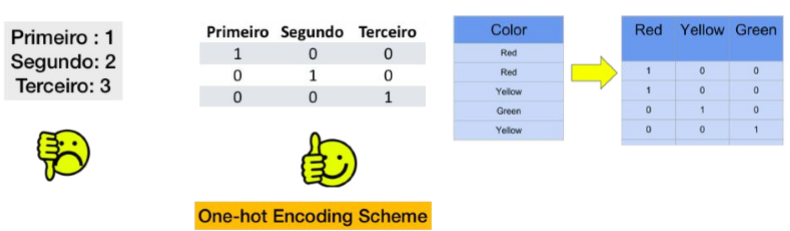 Primeiro : 1
Segundo: 2
Terceiro: 3
Primeiro Segundo Terceiro
1 0 0
0 1 0
0 0 1
One-hot Encoding Scheme
Color
Red
Red
Yellow
Green
Yellow
Red Yellow Green
1 0 0
1 0 0
0 1 0
0 0 1